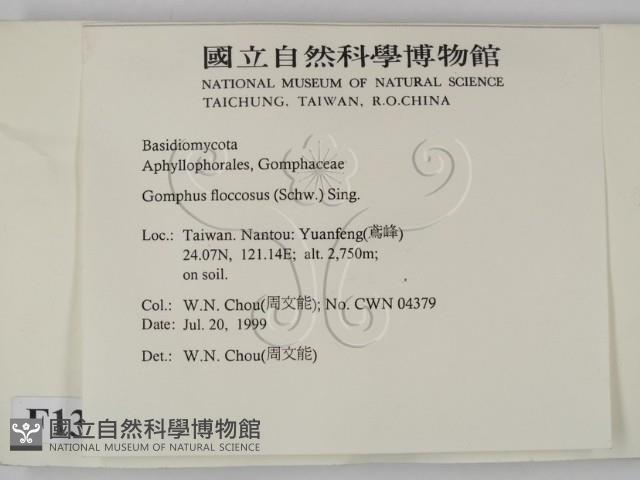 國立自然科學博物館
NATIONAL MUSEUM OF NATURAL SCIENCE
TAICHUNG, TAIWAN, R.O.CHINA
Basidiomycota
Aphyllophorales, Gomphaceae
Gomphus floccosus (Schw.) Sing.
Loc.: Taiwan. Nantou: Yuanfeng(鳶峰)
24.07N, 121.14E; alt. 2,750m;
on soil.
Col.: W.N. Chou(周文能); No. CWN 04379
Date: Jul. 20, 1999
Det.: W.N. Chou(周文能)
F13
國立自然科學博物館
NATIONAL MUSEUM OF NATURAL SCIENCE